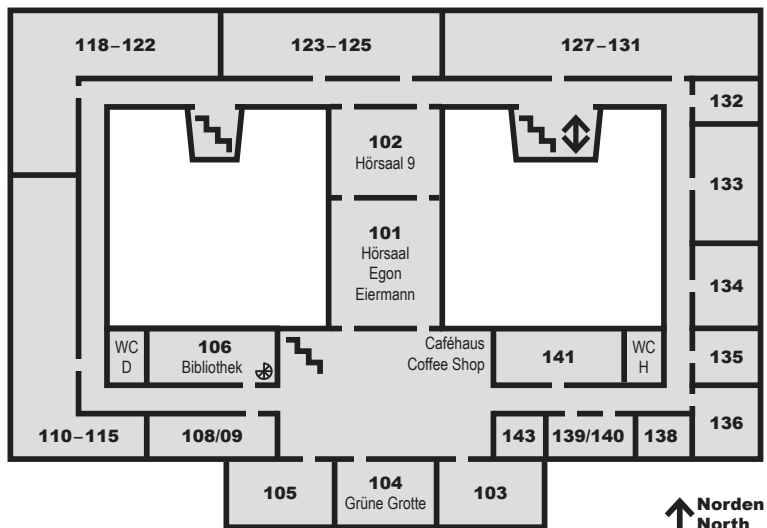 118–122
123–125
127–131
132
102
Hörsaal 9
133
101
Hörsaal
Egon
Eiermann
134
WC
D
106
Bibliothek
Caféhaus
Coffee Shop
141
WC
H
135
110–115
108/09
143
139/140
138
136
105
104
Grüne Grotte
103
Norden
North